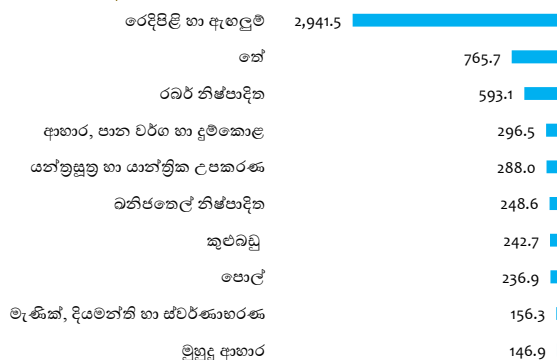 රෙදිපිළි හා ඇඟලුම් 2,941.5
තේ 765.7
රබර් නිෂ්පාදිත 593.1
ආහාර, පාන වර්ග හා දුම්කොළ 296.5
යන්ත්‍රසූත්‍ර හා යාන්ත්‍රික උපකරණ 288.0
ඛනිජතෙල් නිෂ්පාදිත 248.6
කුළුබඩු 242.7
පොල් 236.9
මැණික්, දියමන්ති හා ස්වර්ණාභරණ 156.3
මුහුදු ආහාර 146.9